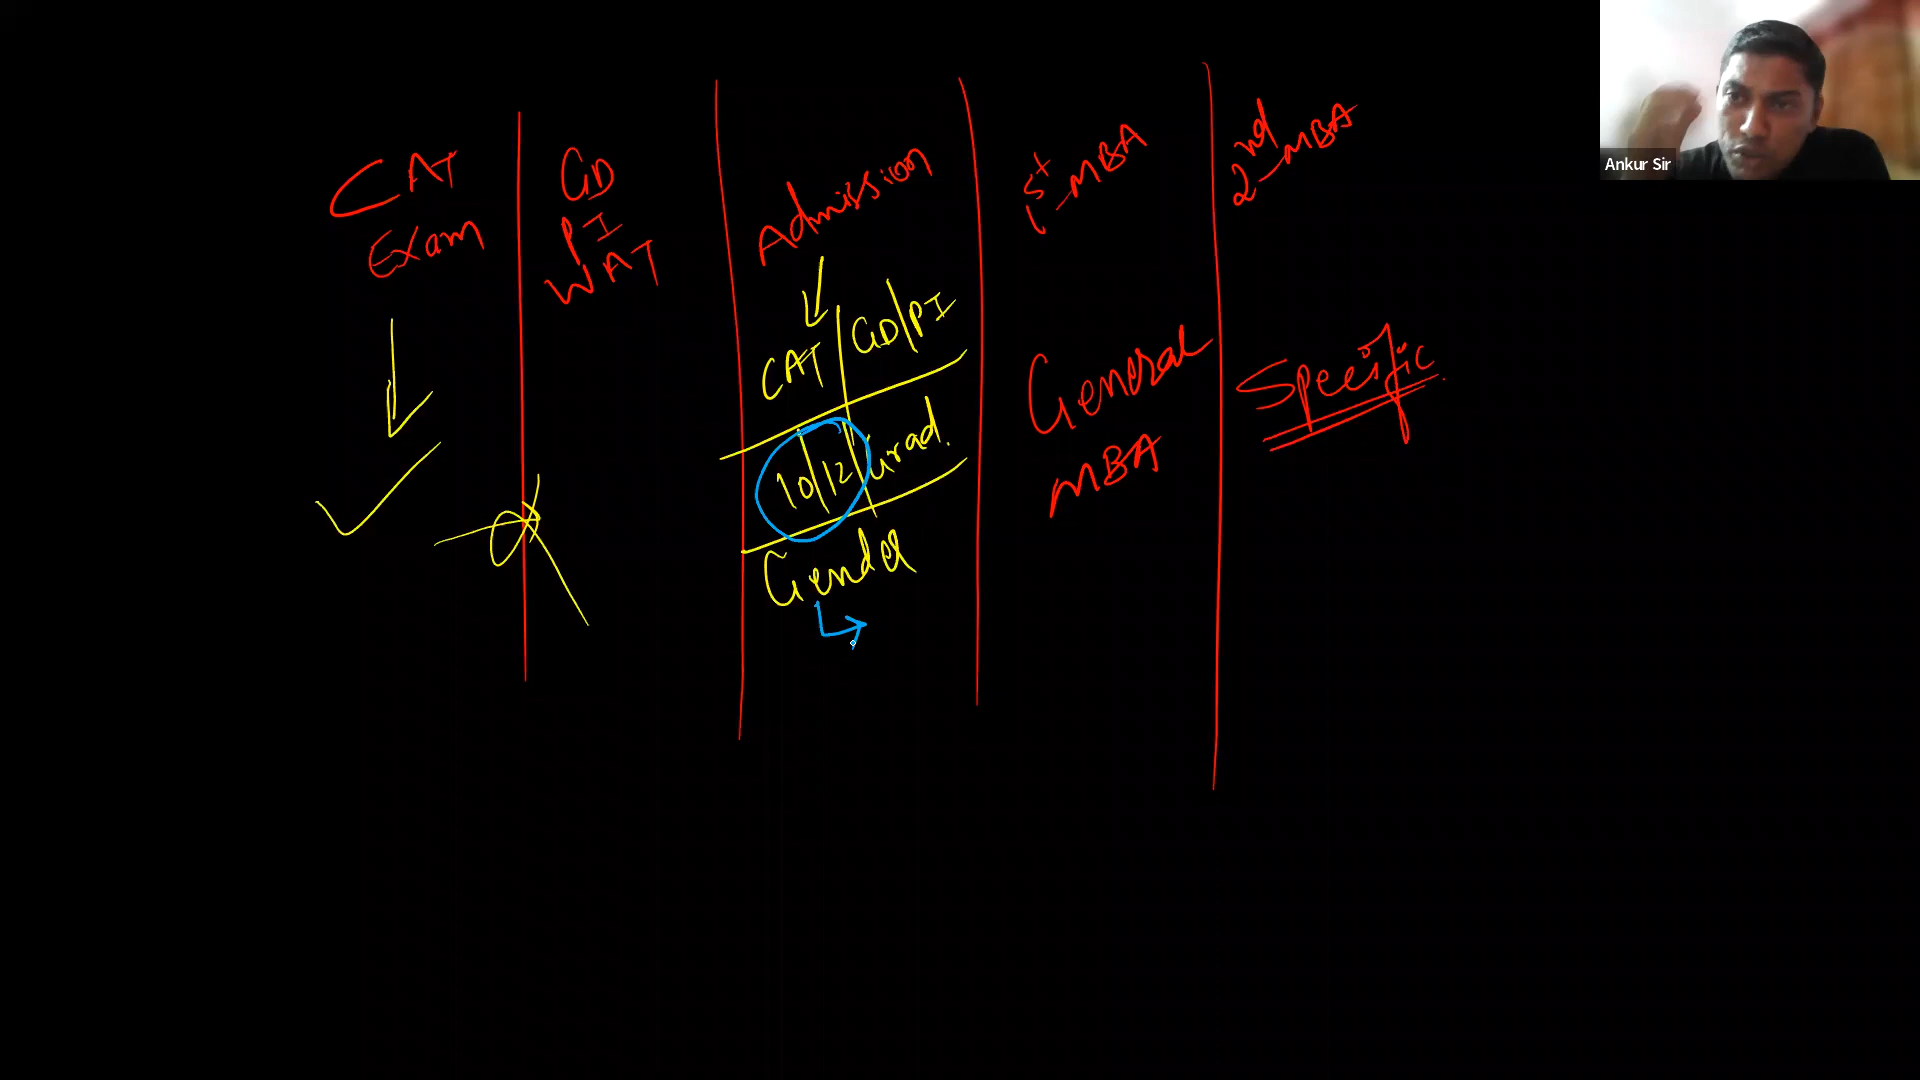 CAT
Exam
GD
PI
WAT
Admission
CAT GD/PI
10/12/Grad.
Gender
1st MBA
General
MBA
2nd MBA
Specific
Ankur Sir